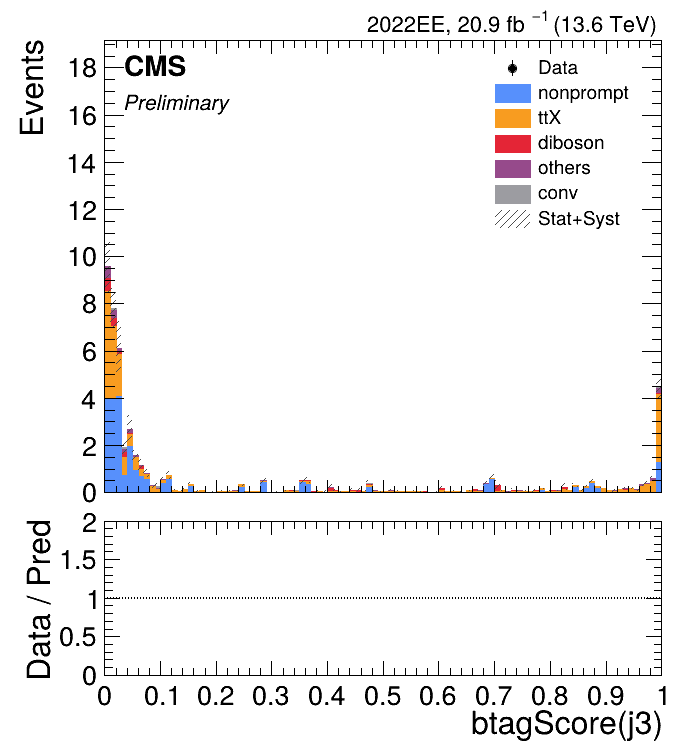 2022EE, 20.9 fb⁻¹ (13.6 TeV)
Events
18
16
14
12
10
8
6
4
2
0
CMS
Preliminary
Data
nonprompt
ttX
diboson
others
conv
Stat+Syst
Data / Pred
2
1.5
1
0.5
0
0 0.1 0.2 0.3 0.4 0.5 0.6 0.7 0.8 0.9 1
btagScore(j3)